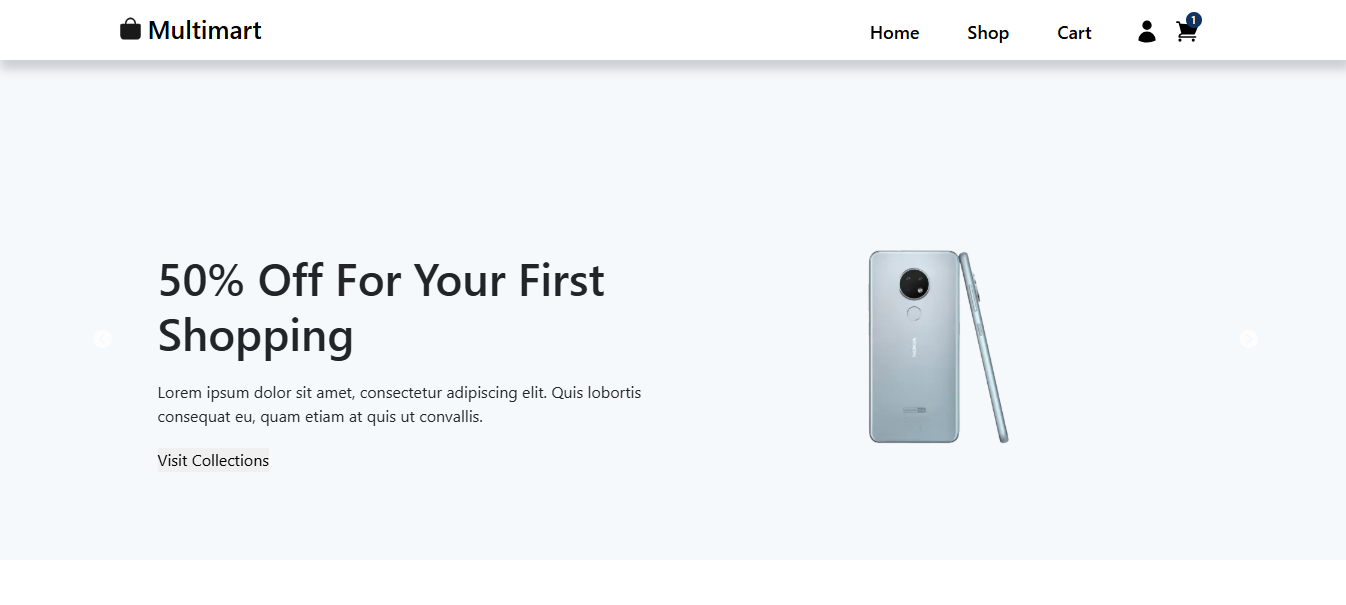 Multimart
Home Shop Cart 1
50% Off For Your First
Shopping
Lorem ipsum dolor sit amet, consectetur adipiscing elit. Quis lobortis
consequat eu, quam etiam at quis ut convallis.
Visit Collections
NOKIA